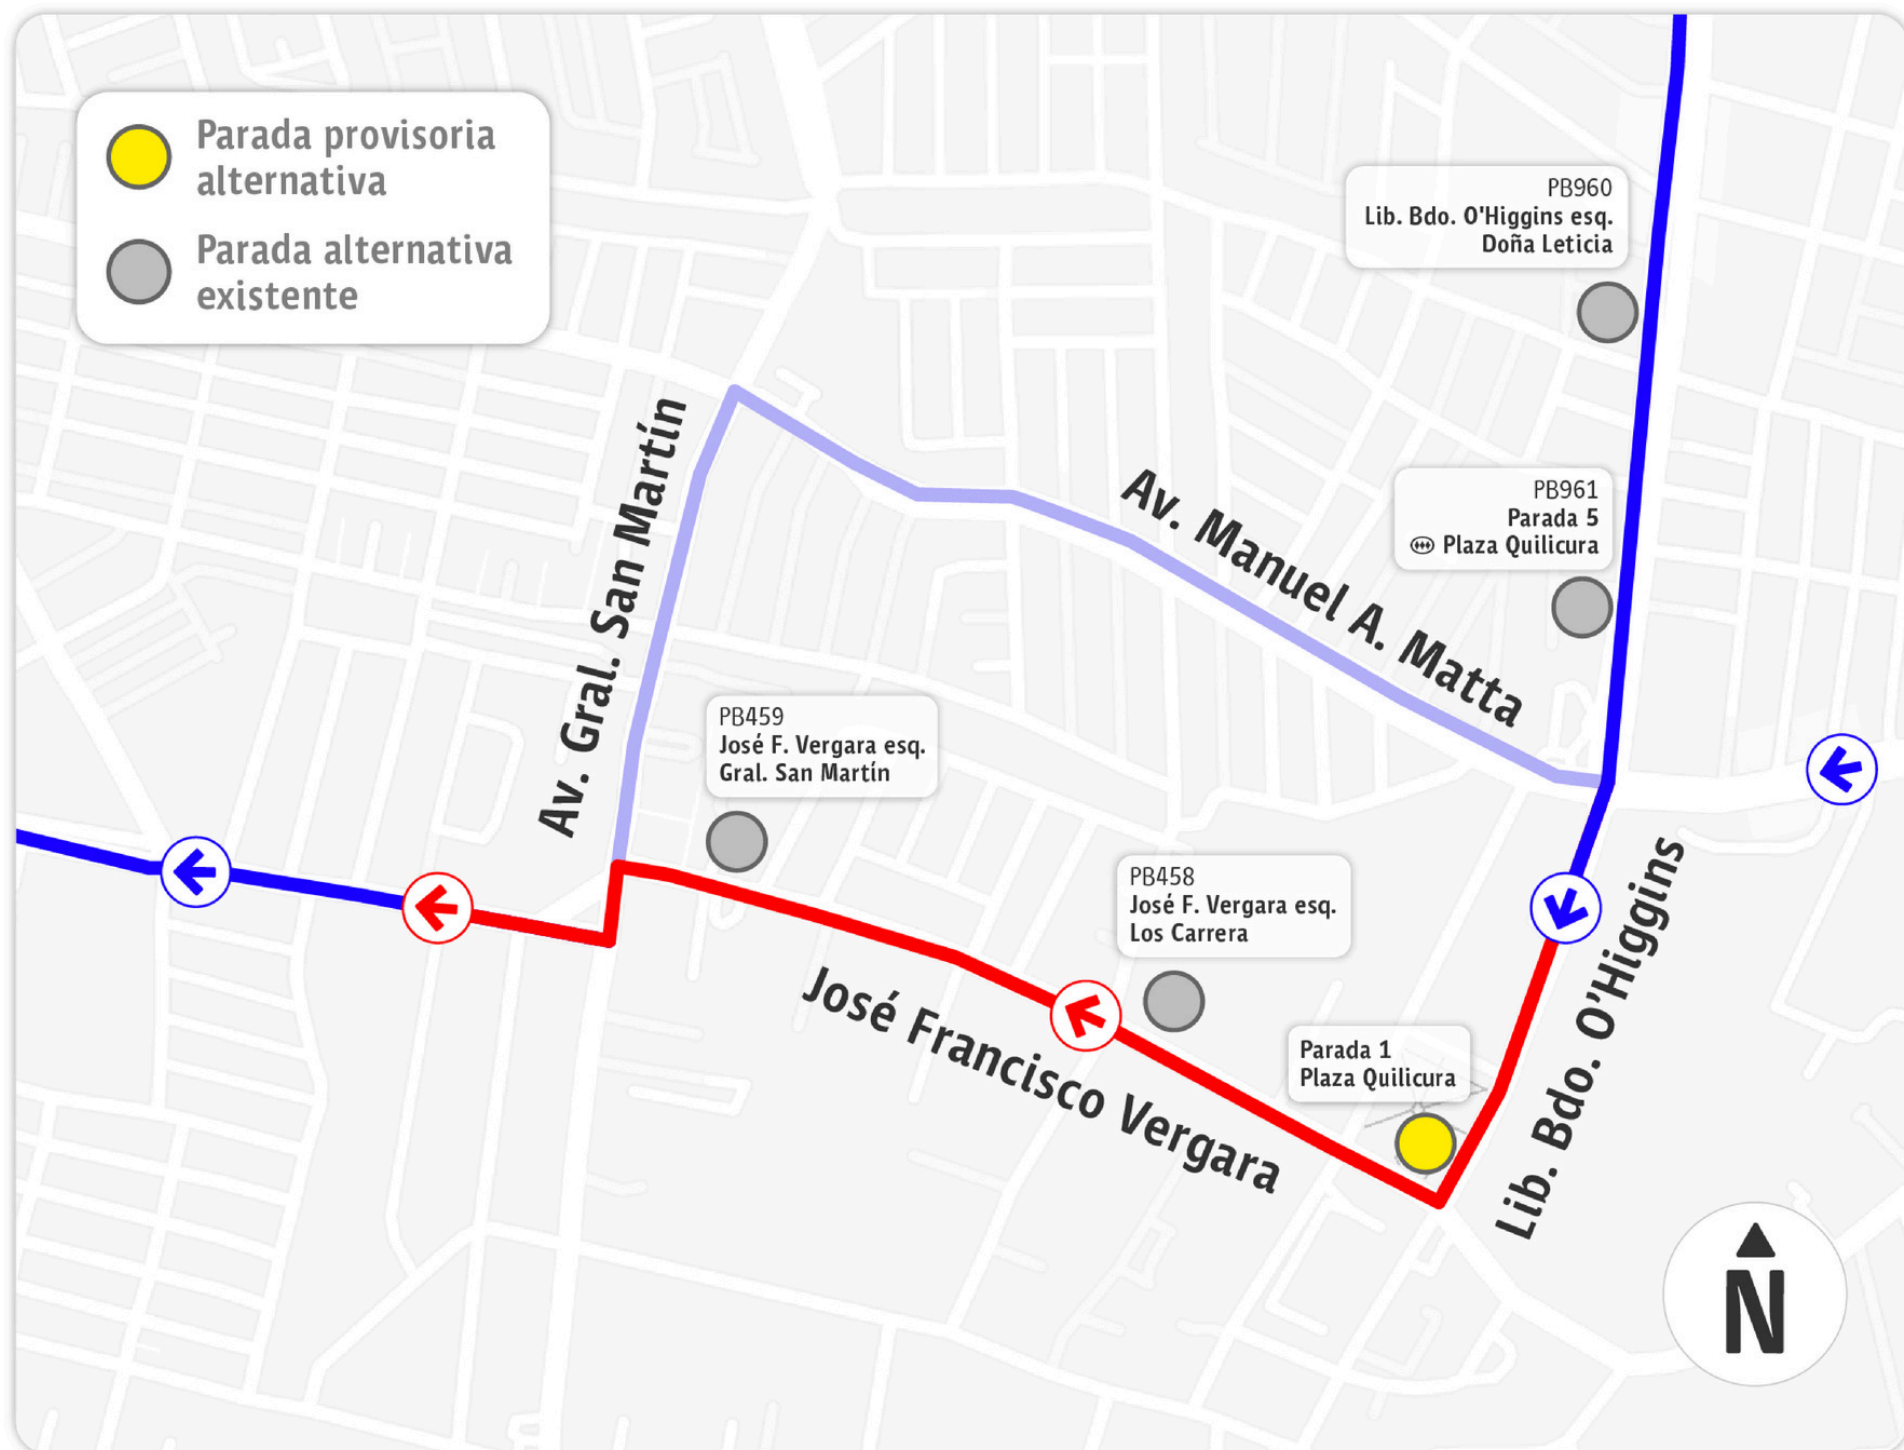 Parada provisoria
alternativa
Parada alternativa
existente
PB960
Lib. Bdo. O'Higgins esq.
Doña Leticia
Av. Gral. San Martín
Av. Manuel A. Matta
PB961
Parada 5
Plaza Quilicura
PB459
José F. Vergara esq.
Gral. San Martín
PB458
José F. Vergara esq.
Los Carrera
José Francisco Vergara
Parada 1
Plaza Quilicura
Lib. Bdo. O'Higgins
N